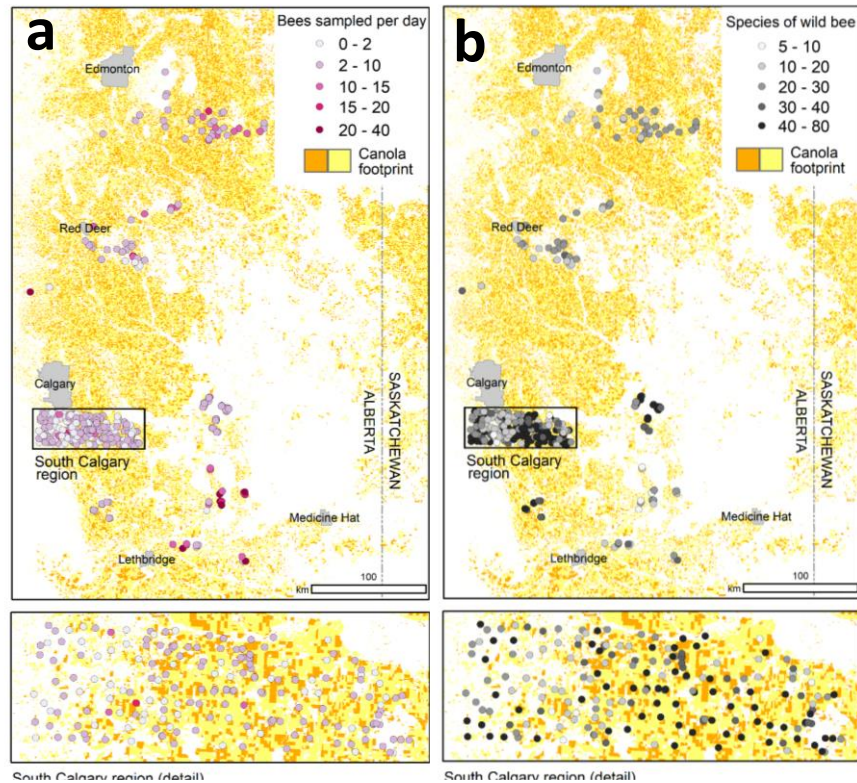 a
Bees sampled per day
0 - 2
2 - 10
10 - 15
15 - 20
20 - 40
Canola
footprint
Edmonton
Red Deer
Calgary
SASKATCHEWAN
ALBERTA
South Calgary
region
Medicine Hat
Lethbridge
100
km
South Calgary region (detail)
b
Species of wild bee
5 - 10
10 - 20
20 - 30
30 - 40
40 - 80
Canola
footprint
Edmonton
Red Deer
Calgary
SASKATCHEWAN
ALBERTA
South Calgary
region
Medicine Hat
Lethbridge
100
km
South Calgary region (detail)